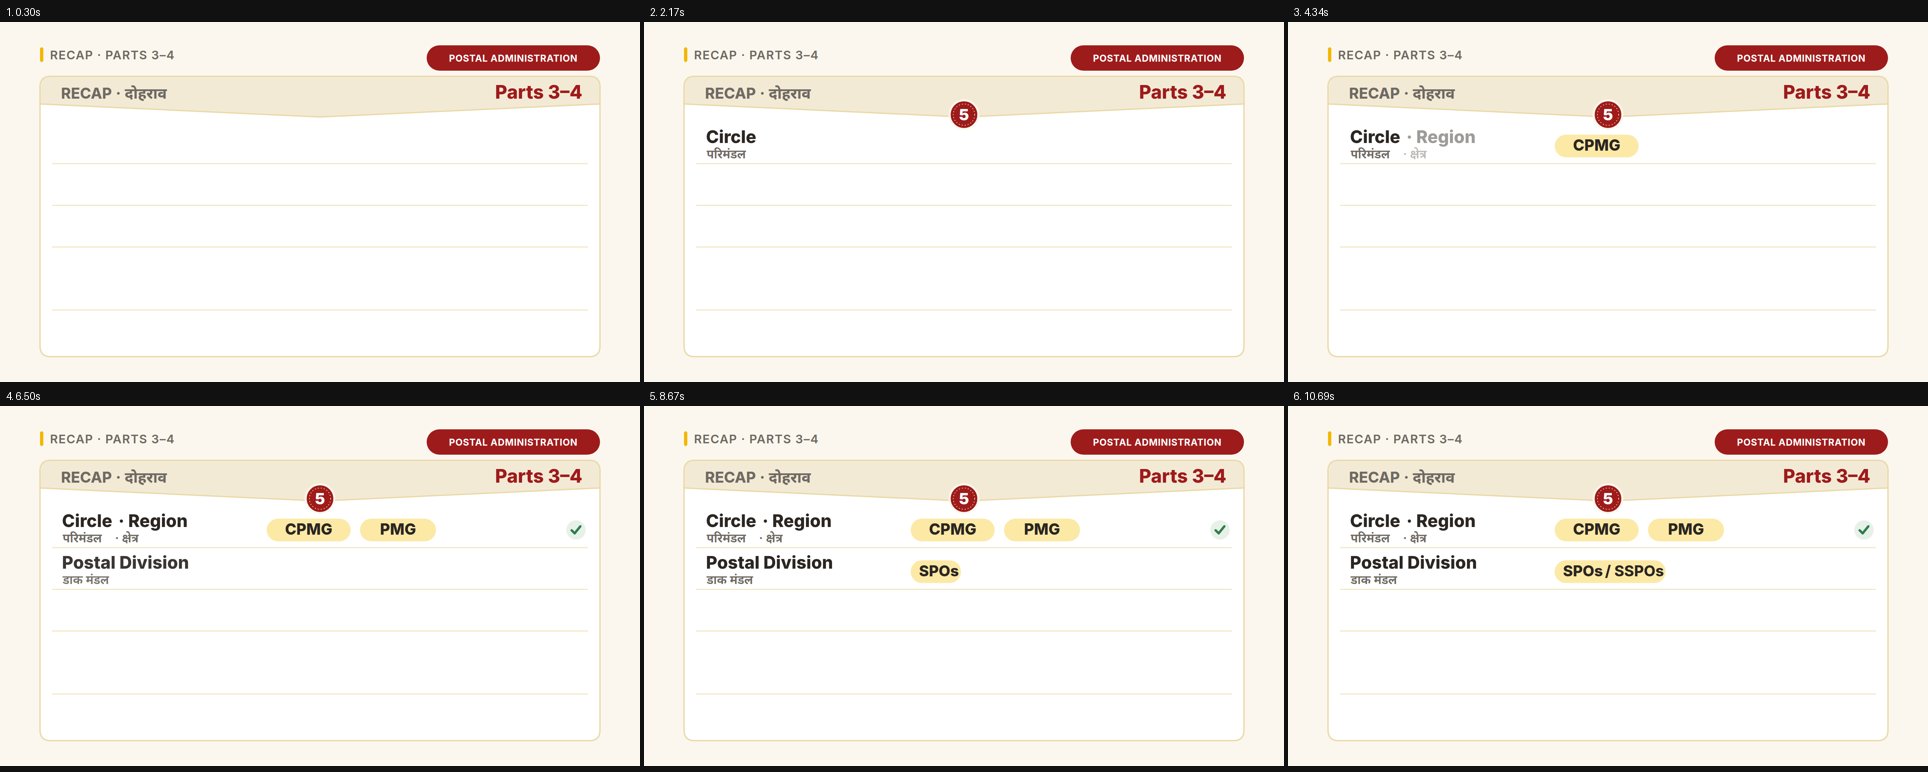 1. 0.30s
RECAP · PARTS 3–4
POSTAL ADMINISTRATION
RECAP · दोहराव
Parts 3–4
2. 2.17s
RECAP · PARTS 3–4
POSTAL ADMINISTRATION
RECAP · दोहराव
Parts 3–4
5
Circle
परिमंडल
3. 4.34s
RECAP · PARTS 3–4
POSTAL ADMINISTRATION
RECAP · दोहराव
Parts 3–4
5
Circle · Region
CPMG
परिमंडल · क्षेत्र
4. 6.50s
RECAP · PARTS 3–4
POSTAL ADMINISTRATION
RECAP · दोहराव
Parts 3–4
5
Circle · Region
CPMG
PMG
परिमंडल · क्षेत्र
Postal Division
डाक मंडल
5. 8.67s
RECAP · PARTS 3–4
POSTAL ADMINISTRATION
RECAP · दोहराव
Parts 3–4
5
Circle · Region
CPMG
PMG
परिमंडल · क्षेत्र
Postal Division
SPOs
डाक मंडल
6. 10.69s
RECAP · PARTS 3–4
POSTAL ADMINISTRATION
RECAP · दोहराव
Parts 3–4
5
Circle · Region
CPMG
PMG
परिमंडल · क्षेत्र
Postal Division
SPOs / SSPOs
डाक मंडल